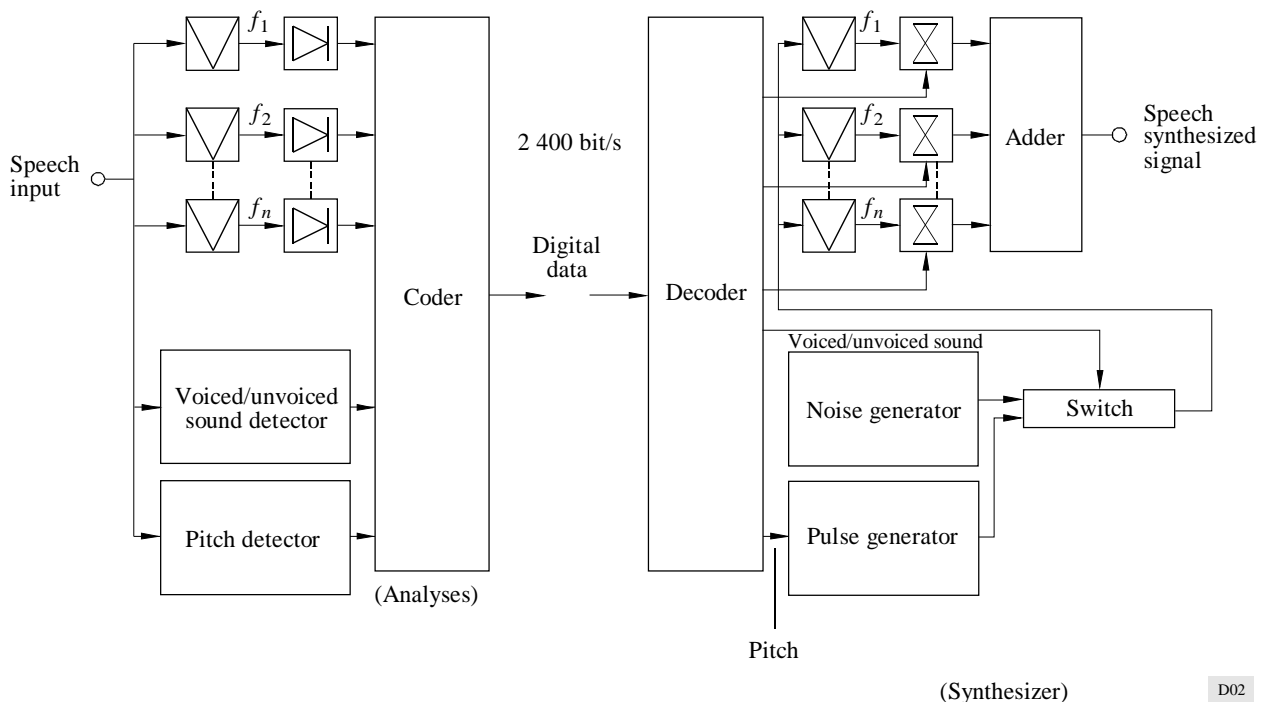 f1
f2
fn
Speech
input
Coder
Voiced/unvoiced
sound detector
Pitch detector
(Analyses)
2 400 bit/s
Digital
data
Decoder
f1
f2
fn
Adder
Speech
synthesized
signal
Voiced/unvoiced sound
Noise generator
Switch
Pulse generator
Pitch
(Synthesizer)
D02